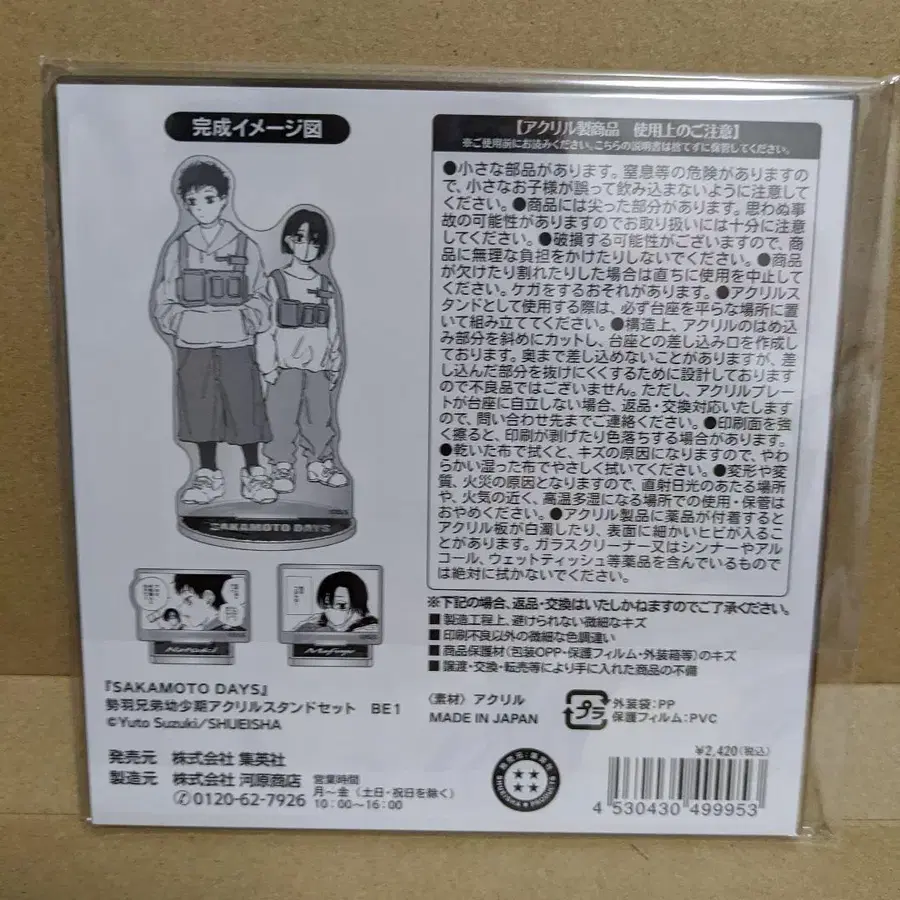 完成イメージ図
SAKAMOTO DAYS
Natsuki
Mafuyu
『SAKAMOTO DAYS』
勢羽兄弟幼少期アクリルスタンドセット BE1
©Yuto Suzuki/SHUEISHA
発売元 株式会社 集英社
製造元 株式会社 河原商店
✆0120-62-7926
営業時間
月〜金（土日・祝日を除く）
10：00〜16：00
【アクリル製商品 使用上のご注意】
※ご使用前にお読みください。こちらの説明書は捨てずに保管してください。
●小さな部品があります。窒息等の危険がありますの
で、小さなお子様が誤って飲み込まないように注意して
ください。●商品には尖った部分があります。思わぬ事
故の可能性がありますのでお取り扱いには十分に注意
してください。●破損する可能性がございますので、商
品に無理な負担をかけたりしないでください。●商品
が欠けたり割れたりした場合は直ちに使用を中止して
ください。ケガをするおそれがあります。●アクリルス
タンドとして使用する際は、必ず台座を平らな場所に置
いて組み立ててください。●構造上、アクリルのはめ込
み部分を斜めにカットし、台座との差し込み口を作成し
ております。奥まで差し込めないことがありますが、差
し込んだ部分を抜けにくくするために設計しております
ので不良品ではございません。ただし、アクリルプレー
トが台座に自立しない場合、返品・交換対応いたします
ので、問い合わせ先までご連絡ください。●印刷面を強
く擦ると、印刷が剥げたり色落ちする場合があります。
●乾いた布で拭くと、キズの原因になりますので、やわ
らかい湿った布でやさしく拭いてください。●変形や変
質、火災の原因となりますので、直射日光のあたる場所
や、火気の近く、高温多湿になる場所での使用・保管は
おやめください。●アクリル製品に薬品が付着すると
アクリル板が白濁したり、表面に細かいヒビが入るこ
とがあります。ガラスクリーナー又はシンナーやアル
コール、ウェットティッシュ等薬品を含んでいるもので
は絶対に拭かないでください。
※下記の場合、返品・交換はいたしかねますのでご了承ください。
■製造工程上、避けられない微細なキズ
■印刷不良以外の微細な色調違い
■商品保護材（包装OPP・保護フィルム・外装箱等）のキズ
■譲渡・交換・転売等により手に入れた商品の不備
〈素材〉アクリル
MADE IN JAPAN
プラ
外装袋：PP
保護フィルム：PVC
発売元：集英社
SHUEISHA PRODUCTS
¥2,420（税込）
4 530430 499953